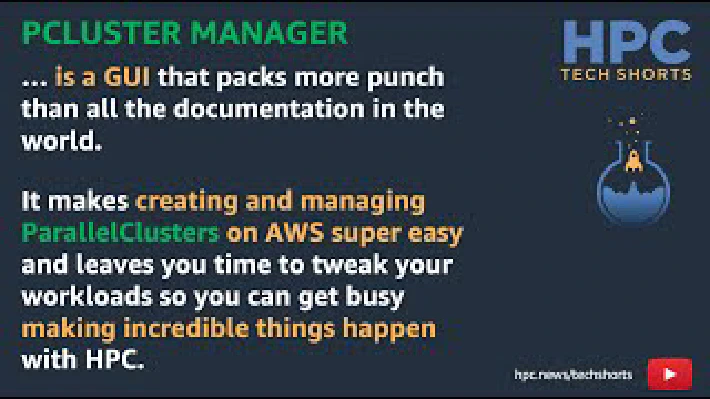 PCLUSTER MANAGER
... is a GUI that packs more punch
than all the documentation in the
world.
It makes creating and managing
ParallelClusters on AWS super easy
and leaves you time to tweak your
workloads so you can get busy
making incredible things happen
with HPC.
HPC
TECH SHORTS
hpc.news/techshorts